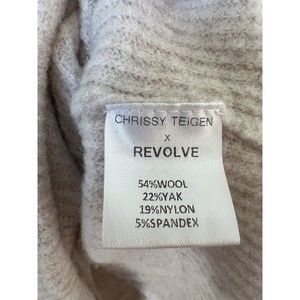 CHRISSY TEIGEN
x
REVOLVE
54%WOOL
22%YAK
19%NYLON
5%SPANDEX